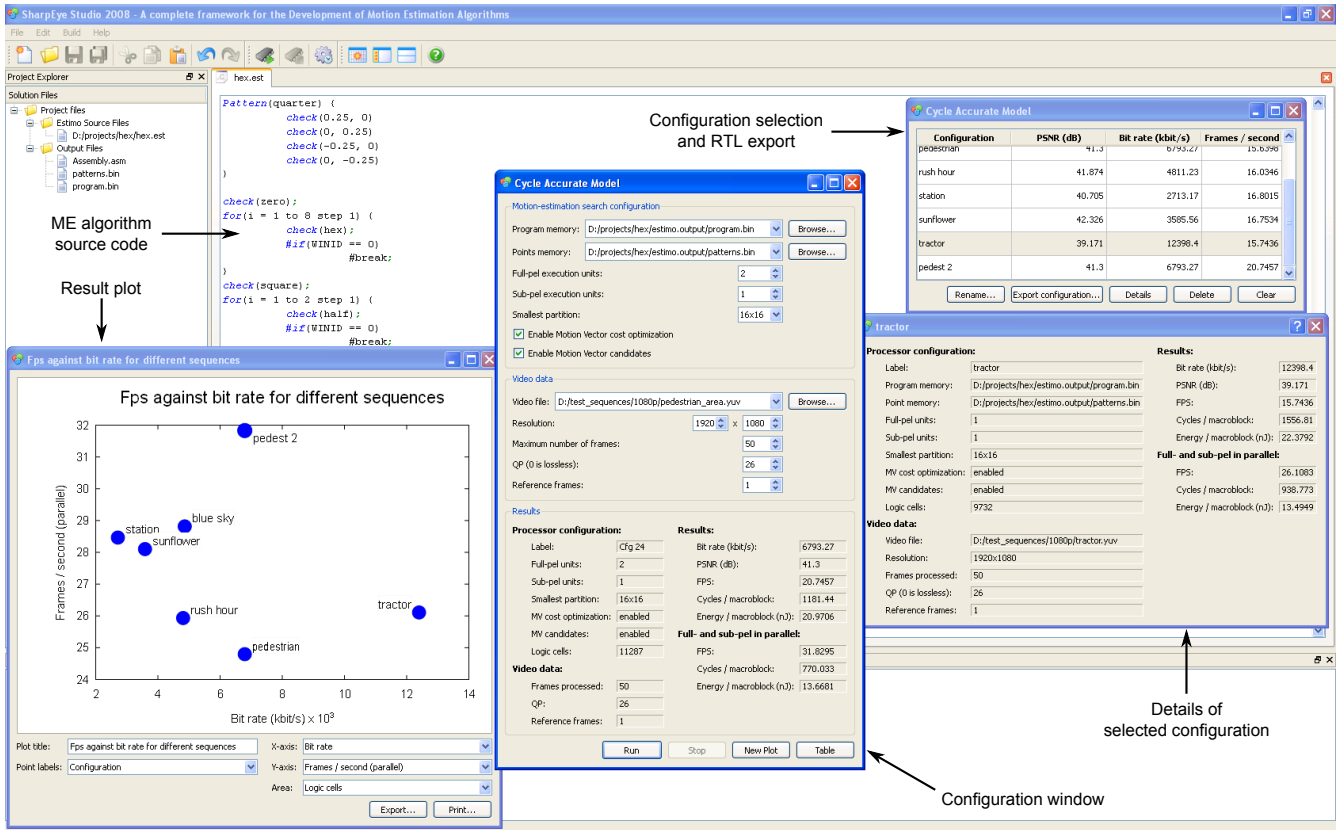 SharpEye Studio 2008 - A complete framework for the Development of Motion Estimation Algorithms
File Edit Build Help
Project Explorer
Solution Files
Project files
Estimo Source Files
D:/projects/hex/hex.est
Output Files
Assembly.asm
patterns.bin
program.bin
ME algorithm
source code
Result plot
hex.est
Pattern(quarter) {
check(0.25, 0)
check(0, 0.25)
check(-0.25, 0)
check(0, -0.25)
}
check(zero);
for(i = 1 to 8 step 1) {
check(hex);
#if(WINID == 0)
#break;
}
check(square);
for(i = 1 to 2 step 1) {
check(half);
#if(WINID == 0)
#break;
Configuration selection
and RTL export
Cycle Accurate Model
Configuration PSNR (dB) Bit rate (kbit/s) Frames / second
pedestrian 41.3 6793.27 15.6398
rush hour 41.874 4811.23 16.0346
station 40.705 2713.17 16.8015
sunflower 42.326 3585.56 16.7534
tractor 39.171 12398.4 15.7436
pedest 2 41.3 6793.27 20.7457
Rename... Export configuration... Details Delete Clear
Cycle Accurate Model
Motion-estimation search configuration
Program memory: D:/projects/hex/estimo.output/program.bin Browse...
Points memory: D:/projects/hex/estimo.output/patterns.bin Browse...
Full-pel execution units: 2
Sub-pel execution units: 1
Smallest partition: 16x16
Enable Motion Vector cost optimization
Enable Motion Vector candidates
Video data
Video file: D:/test_sequences/1080p/pedestrian_area.yuv Browse...
Resolution: 1920 x 1080
Maximum number of frames: 50
QP (0 is lossless): 26
Reference frames: 1
Results
Processor configuration: Results:
Label: Cfg 24 Bit rate (kbit/s): 6793.27
Full-pel units: 2 PSNR (dB): 41.3
Sub-pel units: 1 FPS: 20.7457
Smallest partition: 16x16 Cycles / macroblock: 1181.44
MV cost optimization: enabled Energy / macroblock (nJ): 20.9706
MV candidates: enabled Full- and sub-pel in parallel:
Logic cells: 11287 FPS: 31.8295
Video data: Cycles / macroblock: 770.033
Frames processed: 50 Energy / macroblock (nJ): 13.6681
QP: 26
Reference frames: 1
Run Stop New Plot Table
Configuration window
tractor
Processor configuration: Results:
Label: tractor Bit rate (kbit/s): 12398.4
Program memory: D:/projects/hex/estimo.output/program.bin PSNR (dB): 39.171
Point memory: D:/projects/hex/estimo.output/patterns.bin FPS: 15.7436
Full-pel units: 1 Cycles / macroblock: 1556.81
Sub-pel units: 1 Energy / macroblock (nJ): 22.3792
Smallest partition: 16x16 Full- and sub-pel in parallel:
MV cost optimization: enabled FPS: 26.1083
MV candidates: enabled Cycles / macroblock: 938.773
Logic cells: 9732 Energy / macroblock (nJ): 13.4949
Video data:
Video file: D:/test_sequences/1080p/tractor.yuv
Resolution: 1920x1080
Frames processed: 50
QP (0 is lossless): 26
Reference frames: 1
Details of
selected configuration
Fps against bit rate for different sequences
Fps against bit rate for different sequences
Frames / second (parallel)
32
31
30
29
28
27
26
25
24
pedest 2
blue sky
station
sunflower
rush hour
tractor
pedestrian
2 4 6 8 10 12 14
Bit rate (kbit/s) × 10³
Plot title: Fps against bit rate for different sequences X-axis: Bit rate
Point labels: Configuration Y-axis: Frames / second (parallel)
Area: Logic cells
Export... Print...